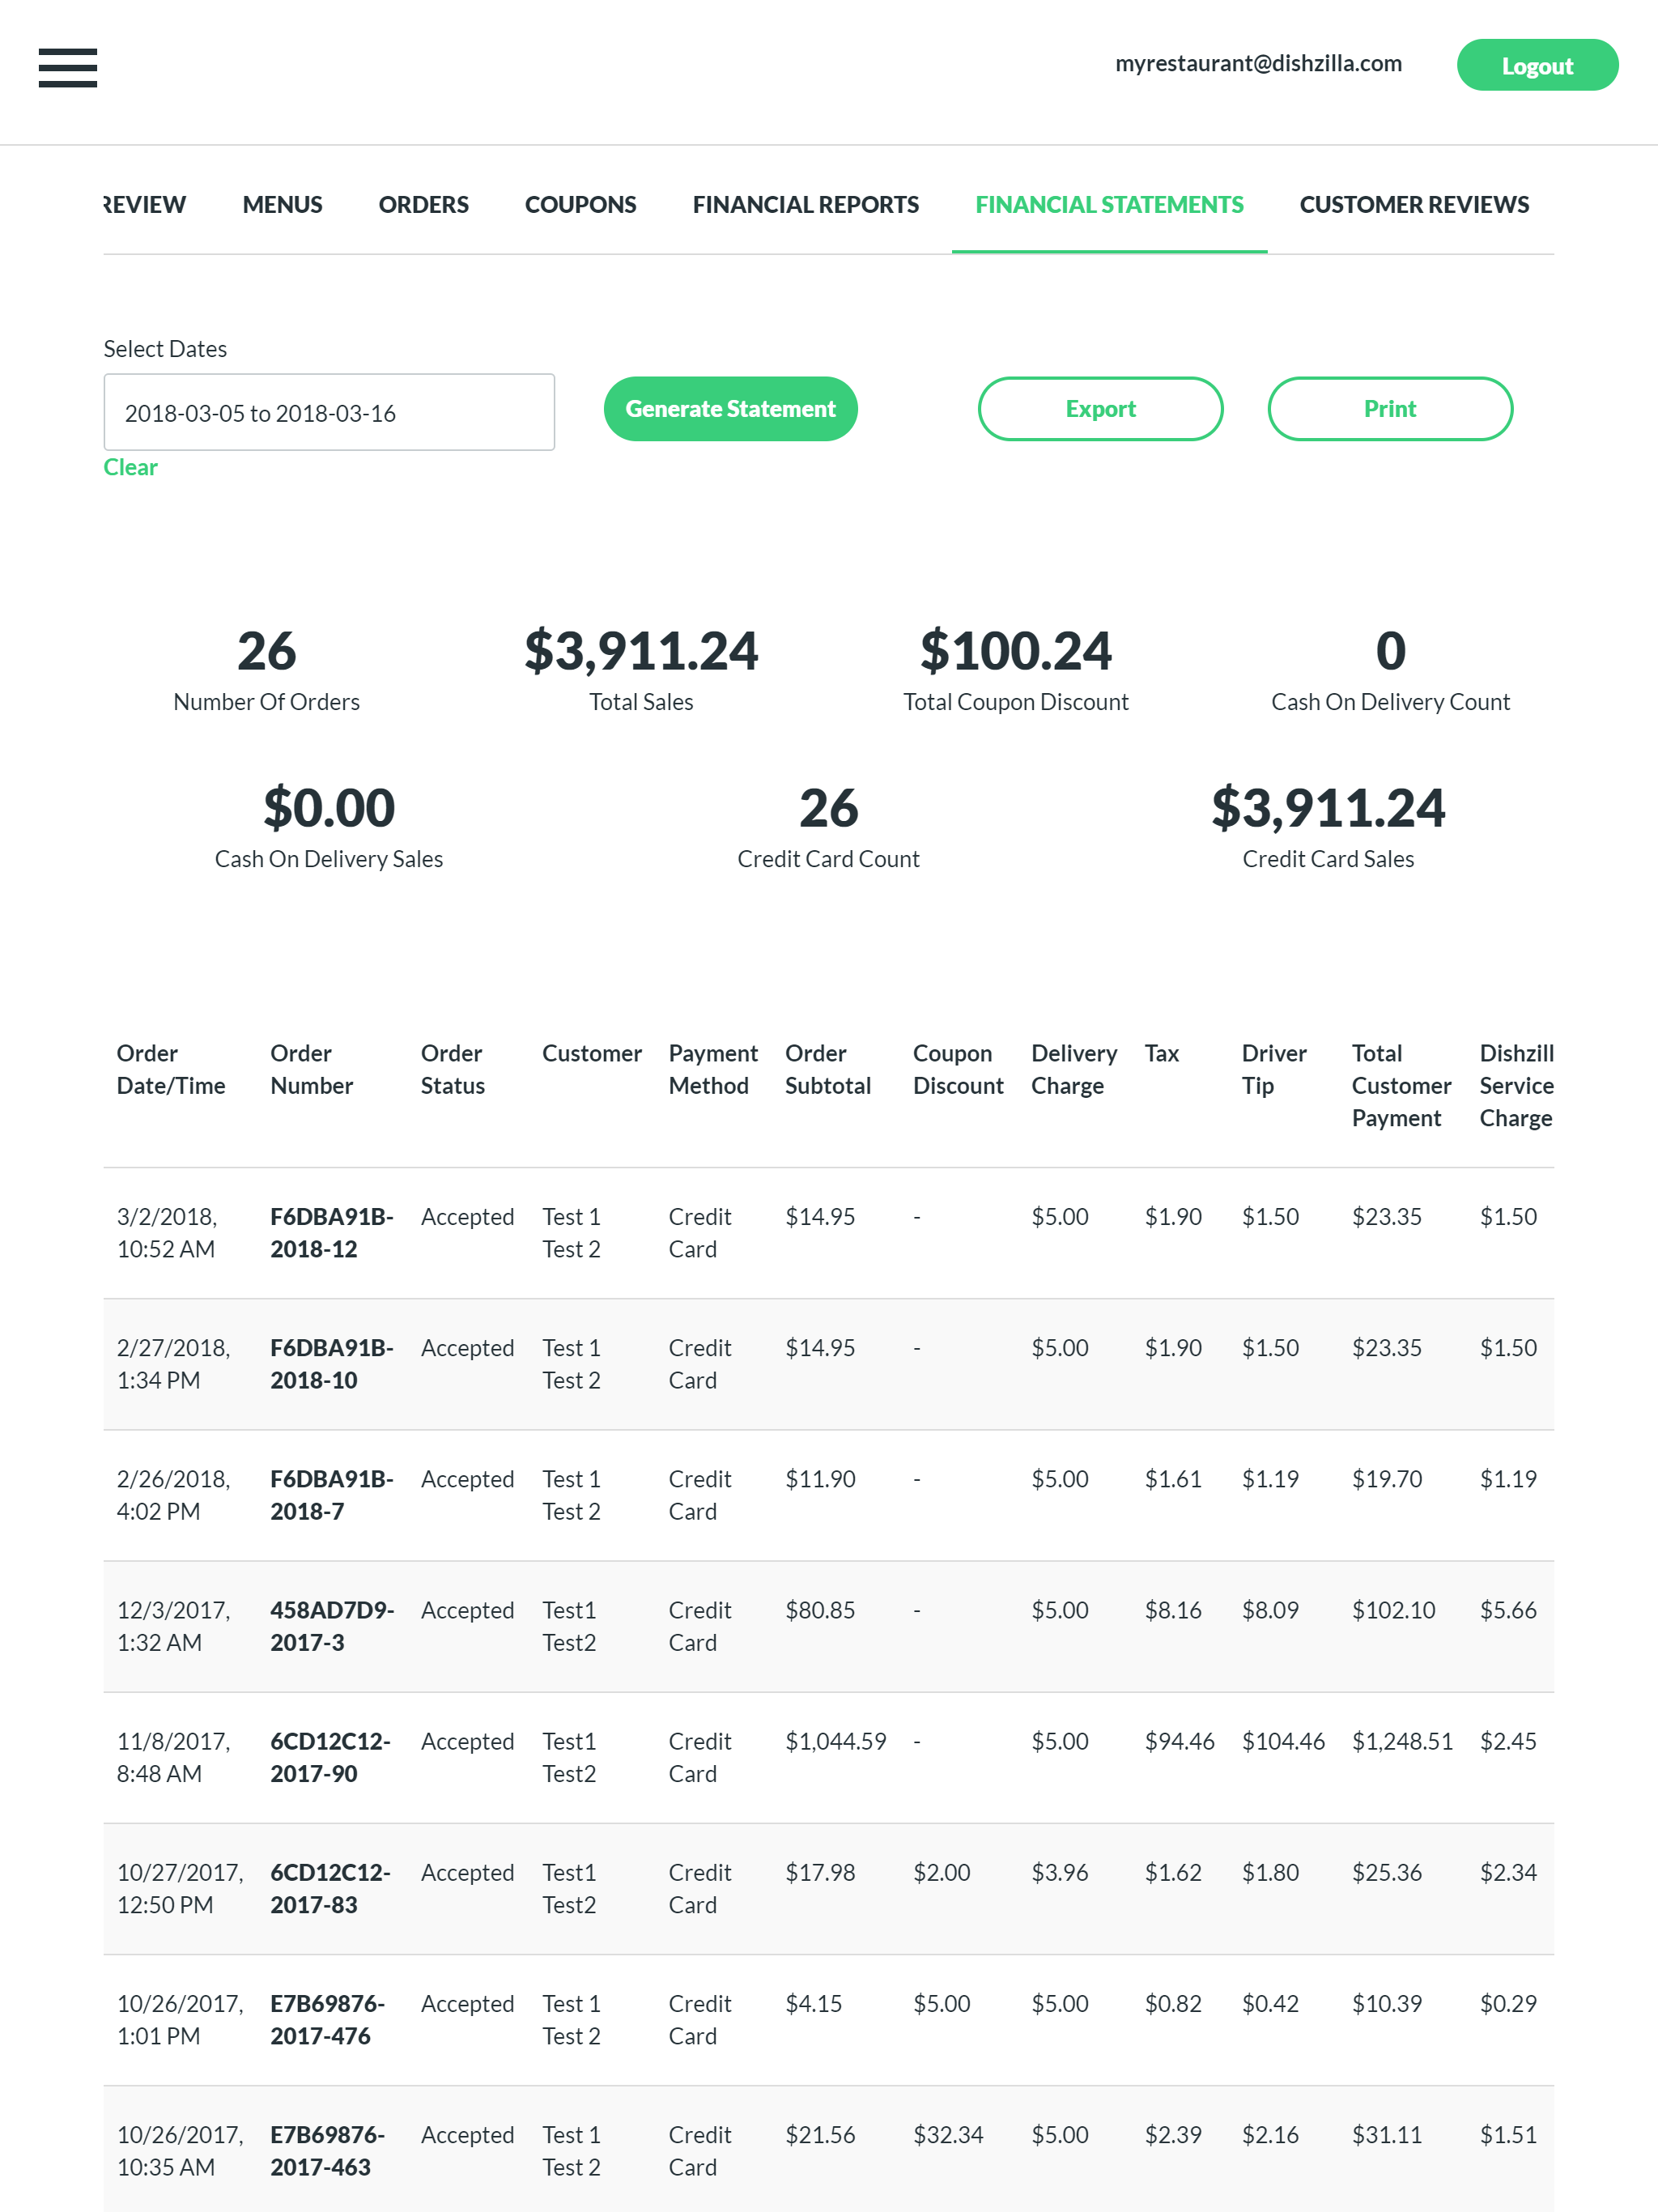 myrestaurant@dishzilla.com Logout
REVIEW MENUS ORDERS COUPONS FINANCIAL REPORTS FINANCIAL STATEMENTS CUSTOMER REVIEWS
Select Dates
2018-03-05 to 2018-03-16 Generate Statement Export Print
Clear
26 $3,911.24 $100.24 0
Number Of Orders Total Sales Total Coupon Discount Cash On Delivery Count
$0.00 26 $3,911.24
Cash On Delivery Sales Credit Card Count Credit Card Sales
Order Order Order Customer Payment Order Coupon Delivery Tax Driver Total Dishzill
Date/Time Number Status Method Subtotal Discount Charge Tip Customer Service
Payment Charge
3/2/2018, F6DBA91B- Accepted Test 1 Credit $14.95 - $5.00 $1.90 $1.50 $23.35 $1.50
10:52 AM 2018-12 Test 2 Card
2/27/2018, F6DBA91B- Accepted Test 1 Credit $14.95 - $5.00 $1.90 $1.50 $23.35 $1.50
1:34 PM 2018-10 Test 2 Card
2/26/2018, F6DBA91B- Accepted Test 1 Credit $11.90 - $5.00 $1.61 $1.19 $19.70 $1.19
4:02 PM 2018-7 Test 2 Card
12/3/2017, 458AD7D9- Accepted Test1 Credit $80.85 - $5.00 $8.16 $8.09 $102.10 $5.66
1:32 AM 2017-3 Test2 Card
11/8/2017, 6CD12C12- Accepted Test1 Credit $1,044.59 - $5.00 $94.46 $104.46 $1,248.51 $2.45
8:48 AM 2017-90 Test2 Card
10/27/2017, 6CD12C12- Accepted Test1 Credit $17.98 $2.00 $3.96 $1.62 $1.80 $25.36 $2.34
12:50 PM 2017-83 Test2 Card
10/26/2017, E7B69876- Accepted Test 1 Credit $4.15 $5.00 $5.00 $0.82 $0.42 $10.39 $0.29
1:01 PM 2017-476 Test 2 Card
10/26/2017, E7B69876- Accepted Test 1 Credit $21.56 $32.34 $5.00 $2.39 $2.16 $31.11 $1.51
10:35 AM 2017-463 Test 2 Card